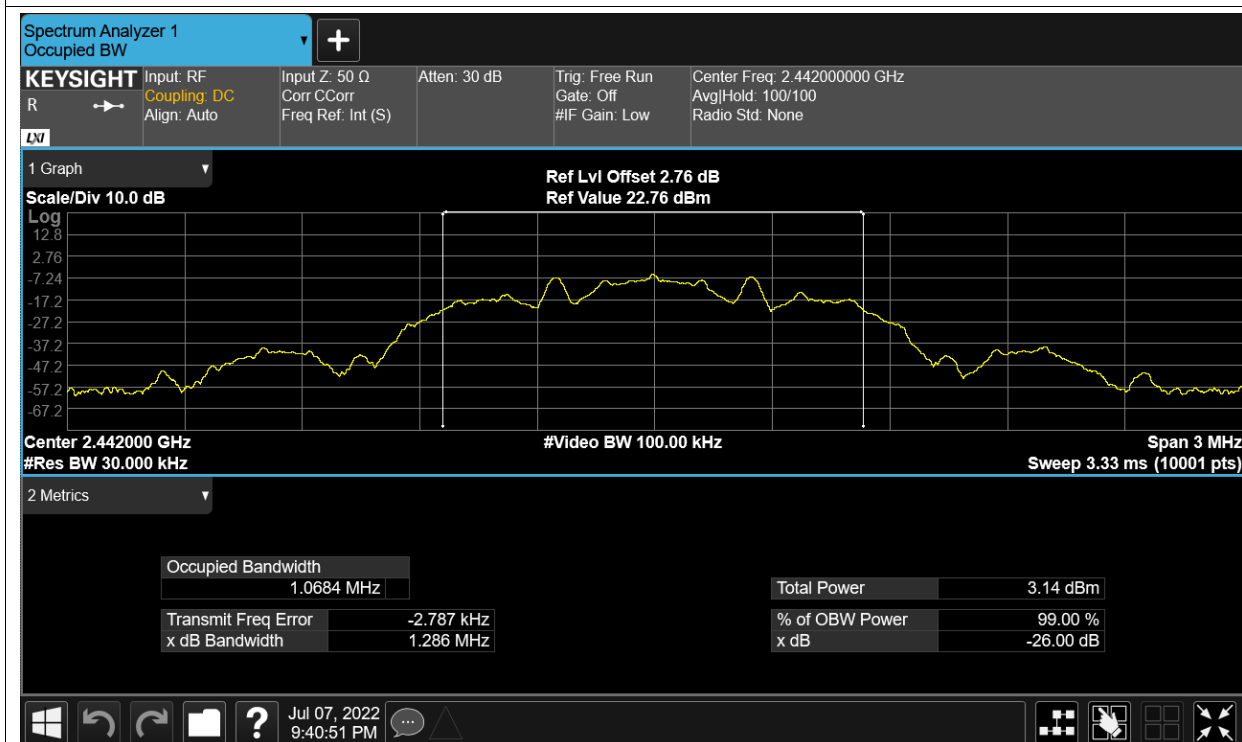 Spectrum Analyzer 1
Occupied BW
KEYSIGHT
R
LXI
Input: RF
Coupling: DC
Align: Auto
Input Z: 50 Ω
Corr CCorr
Freq Ref: Int (S)
Atten: 30 dB
Trig: Free Run
Gate: Off
#IF Gain: Low
Center Freq: 2.442000000 GHz
Avg|Hold: 100/100
Radio Std: None
1 Graph
Scale/Div 10.0 dB
Ref Lvl Offset 2.76 dB
Ref Value 22.76 dBm
Log
12.8
2.76
-7.24
-17.2
-27.2
-37.2
-47.2
-57.2
-67.2
Center 2.442000 GHz
#Video BW 100.00 kHz
Span 3 MHz
#Res BW 30.000 kHz
Sweep 3.33 ms (10001 pts)
2 Metrics
Occupied Bandwidth
1.0684 MHz
Total Power 3.14 dBm
Transmit Freq Error -2.787 kHz
% of OBW Power 99.00 %
x dB Bandwidth 1.286 MHz
x dB -26.00 dB
?
Jul 07, 2022
9:40:51 PM